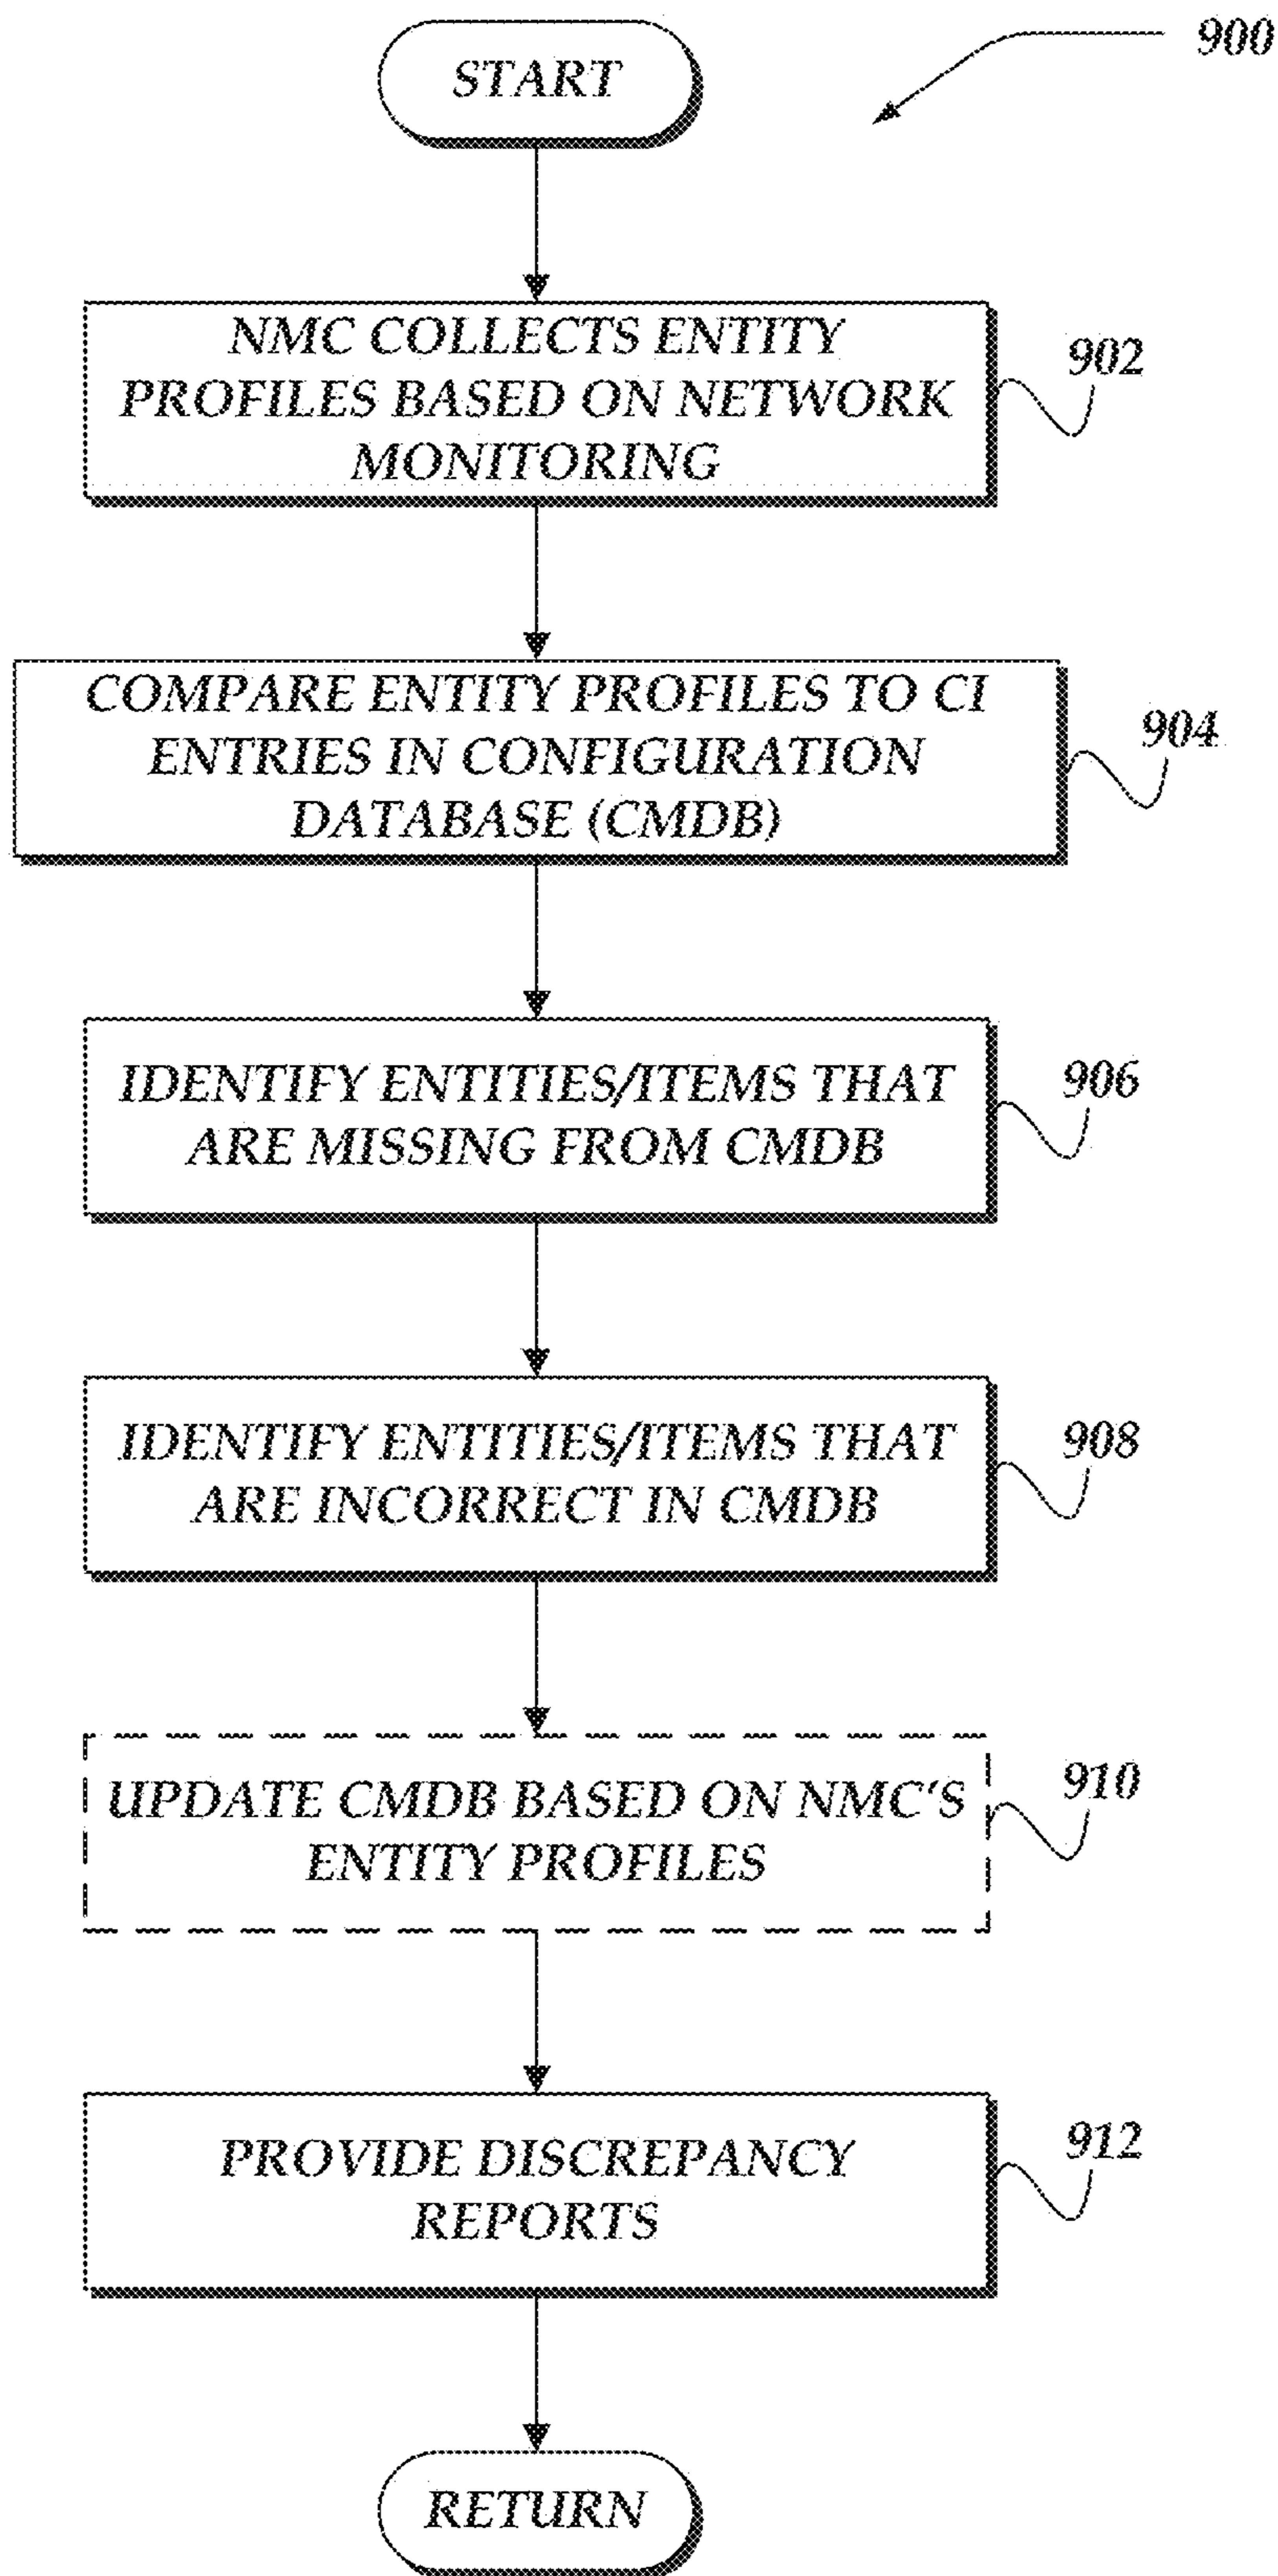 900
START
NMC COLLECTS ENTITY
PROFILES BASED ON NETWORK
MONITORING
902
COMPARE ENTITY PROFILES TO CI
ENTRIES IN CONFIGURATION
DATABASE (CMDB)
904
IDENTIFY ENTITIES/ITEMS THAT
ARE MISSING FROM CMDB
906
IDENTIFY ENTITIES/ITEMS THAT
ARE INCORRECT IN CMDB
908
UPDATE CMDB BASED ON NMC'S
ENTITY PROFILES
910
PROVIDE DISCREPANCY
REPORTS
912
RETURN